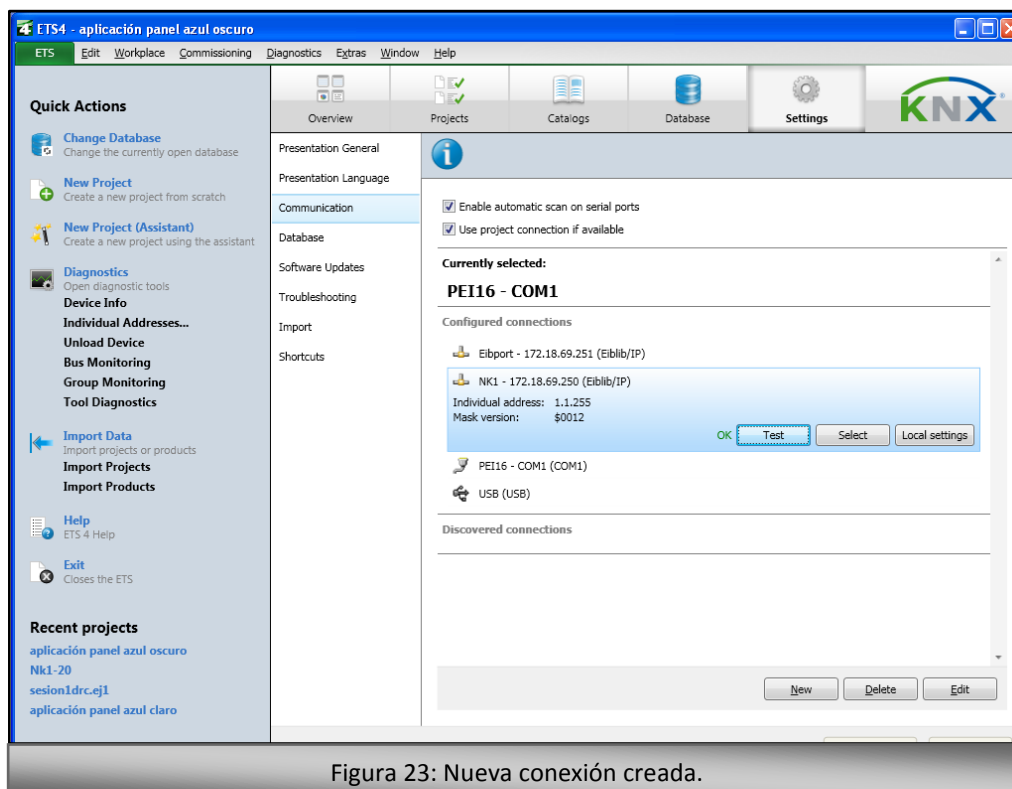 ETS4 - aplicación panel azul oscuro
ETS Edit Workplace Commissioning Diagnostics Extras Window Help
Quick Actions
Change Database
Change the currently open database
New Project
Create a new project from scratch
New Project (Assistant)
Create a new project using the assistant
Diagnostics
Open diagnostic tools
Device Info
Individual Addresses...
Unload Device
Bus Monitoring
Group Monitoring
Tool Diagnostics
Import Data
Import projects or products
Import Projects
Import Products
Help
ETS 4 Help
Exit
Closes the ETS
Recent projects
aplicación panel azul oscuro
Nk1-20
sesion1drc.ej1
aplicación panel azul claro
Overview Projects Catalogs Database Settings
KNX
Presentation General
Presentation Language
Communication
Database
Software Updates
Troubleshooting
Import
Shortcuts
Enable automatic scan on serial ports
Use project connection if available
Currently selected:
PEI16 - COM1
Configured connections
Eibport - 172.18.69.251 (Eiblib/IP)
NK1 - 172.18.69.250 (Eiblib/IP)
Individual address: 1.1.255
Mask version: $0012
OK Test Select Local settings
PEI16 - COM1 (COM1)
USB (USB)
Discovered connections
New Delete Edit
Figura 23: Nueva conexión creada.